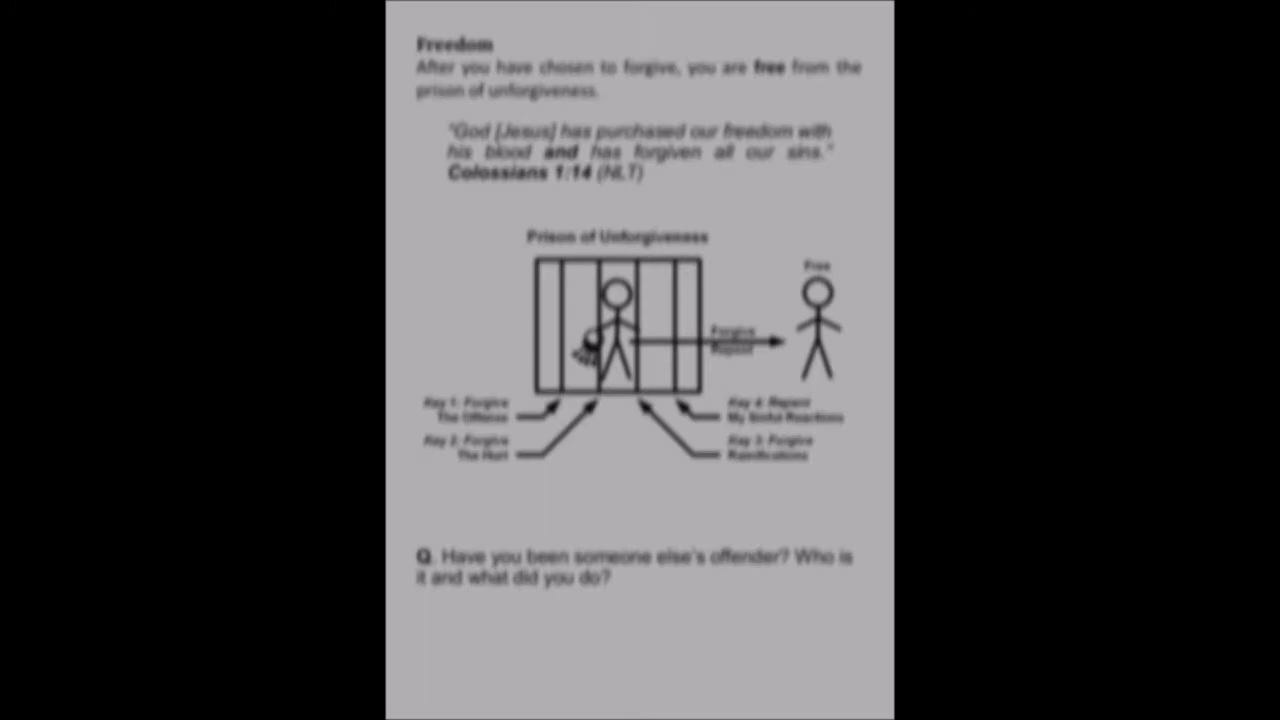 Freedom
After you have chosen to forgive, you are free from the
prison of unforgiveness.
"God [Jesus] has purchased our freedom with
his blood and has forgiven all our sins."
Colossians 1:14 (NLT)
Prison of Unforgiveness
Free
Forgive
Repent
Key 1: Forgive
The Offense
Key 2: Forgive
The Hurt
Key 4: Repent
My Sinful Reactions
Key 3: Forgive
Ramifications
Q. Have you been someone else's offender? Who is
it and what did you do?